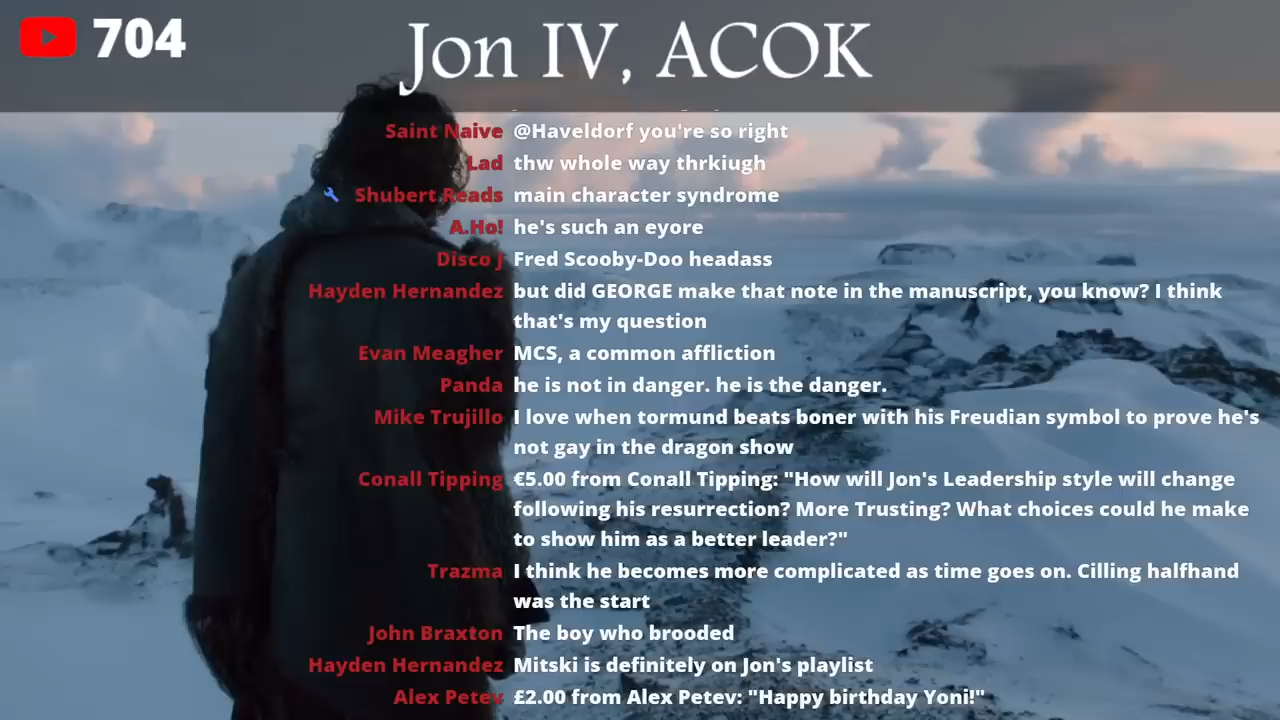 704
Jon IV, ACOK
Saint Naive @Haveldorf you're so right
Lad thw whole way thrkiugh
Shubert Reads main character syndrome
A.Ho! he's such an eyore
Disco J Fred Scooby-Doo headass
Hayden Hernandez but did GEORGE make that note in the manuscript, you know? I think
that's my question
Evan Meagher MCS, a common affliction
Panda he is not in danger. he is the danger.
Mike Trujillo I love when tormund beats boner with his Freudian symbol to prove he's
not gay in the dragon show
Conall Tipping €5.00 from Conall Tipping: "How will Jon's Leadership style will change
following his resurrection? More Trusting? What choices could he make
to show him as a better leader?"
Trazma I think he becomes more complicated as time goes on. Cilling halfhand
was the start
John Braxton The boy who brooded
Hayden Hernandez Mitski is definitely on Jon's playlist
Alex Petev £2.00 from Alex Petev: "Happy birthday Yoni!"